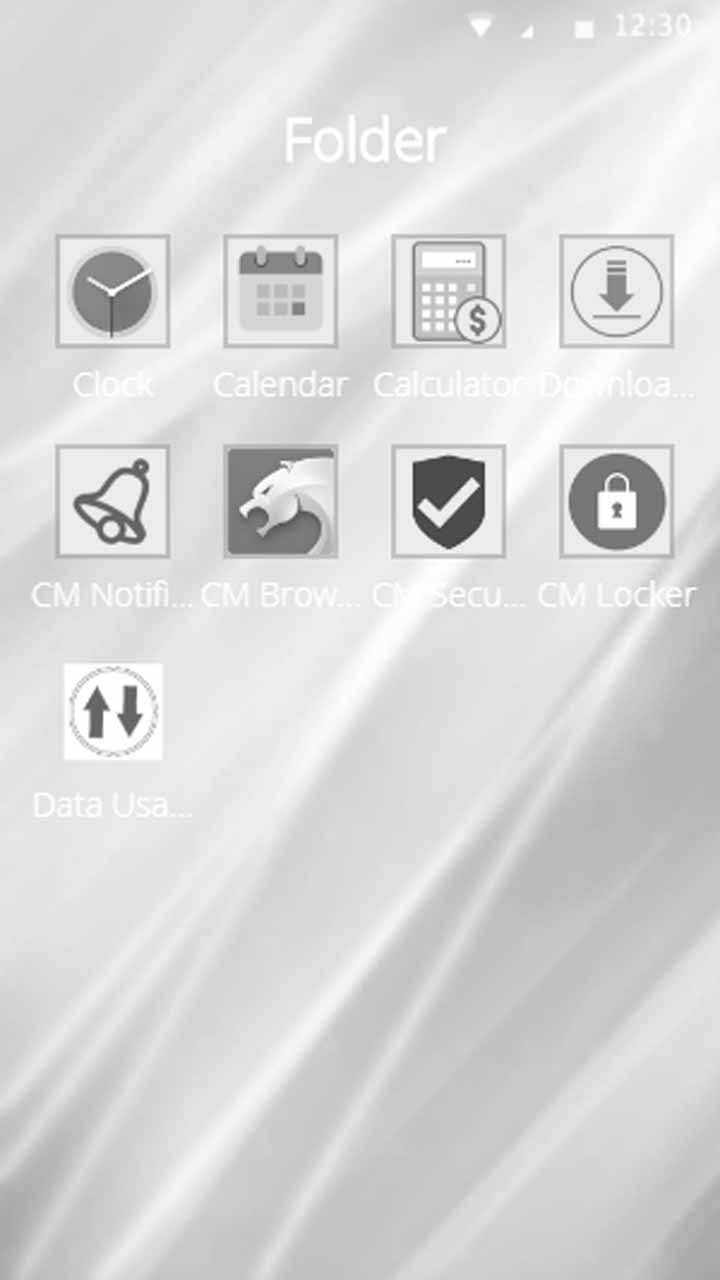 12:30
Folder
Clock Calendar Calculator Downloa...
$
CM Notifi... CM Brow... CM Secu... CM Locker
Data Usa...